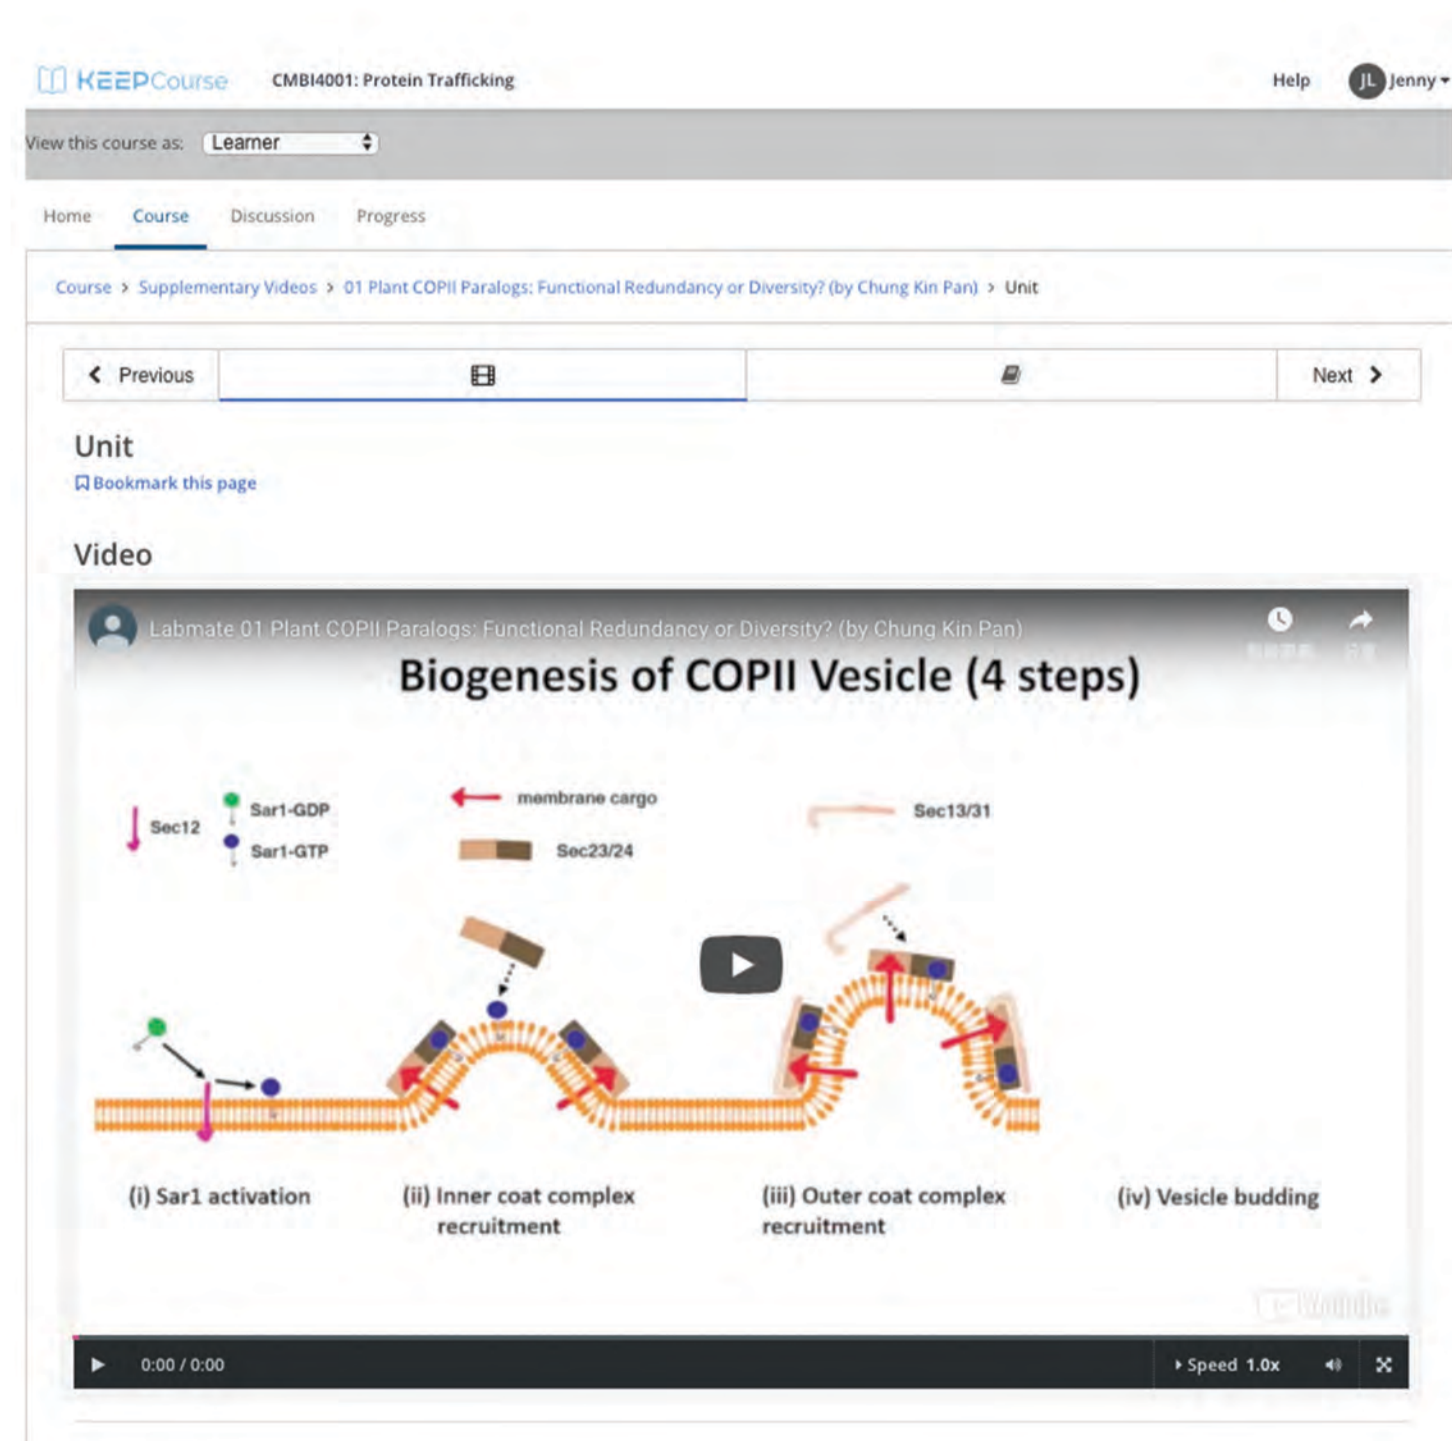 KEEPCourse CMBI4001: Protein Trafficking Help JL Jenny
View this course as: Learner
Home Course Discussion Progress
Course > Supplementary Videos > 01 Plant COPII Paralogs: Functional Redundancy or Diversity? (by Chung Kin Pan) > Unit
Previous Next
Unit
Bookmark this page
Video
Labmate 01 Plant COPII Paralogs: Functional Redundancy or Diversity? (by Chung Kin Pan)
Biogenesis of COPII Vesicle (4 steps)
Sec12
Sar1-GDP
Sar1-GTP
membrane cargo
Sec23/24
Sec13/31
(i) Sar1 activation
(ii) Inner coat complex
recruitment
(iii) Outer coat complex
recruitment
(iv) Vesicle budding
YouTube
0:00 / 0:00 Speed 1.0x